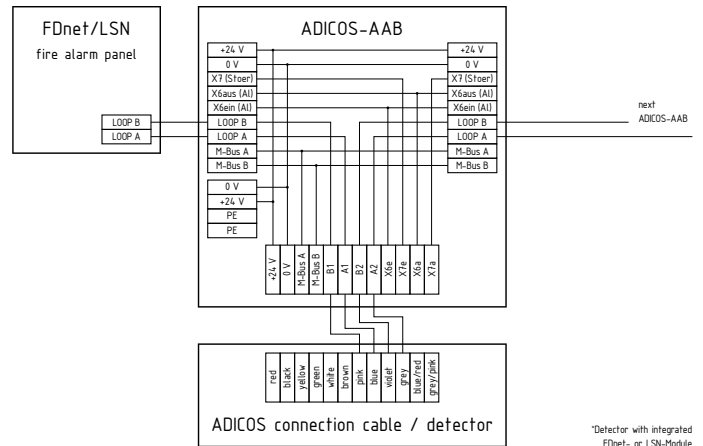 FDnet/LSN
fire alarm panel
LOOP B
LOOP A
ADICOS-AAB
+24 V
0 V
X7 (Stoer)
X6aus (Al)
X6ein (Al)
LOOP B
LOOP A
M-Bus A
M-Bus B
0 V
+24 V
PE
PE
+24 V
0 V
X7 (Stoer)
X6aus (Al)
X6ein (Al)
LOOP B
LOOP A
M-Bus A
M-Bus B
next
ADICOS-AAB
+24 V
0 V
M-Bus A
M-Bus B
B1
A1
B2
A2
X6e
X7e
X6a
X7a
red
black
yellow
green
white
brown
pink
blue
violet
grey
blue/red
grey/pink
ADICOS connection cable / detector
*Detector with integrated
FDnet- or LSN-Module